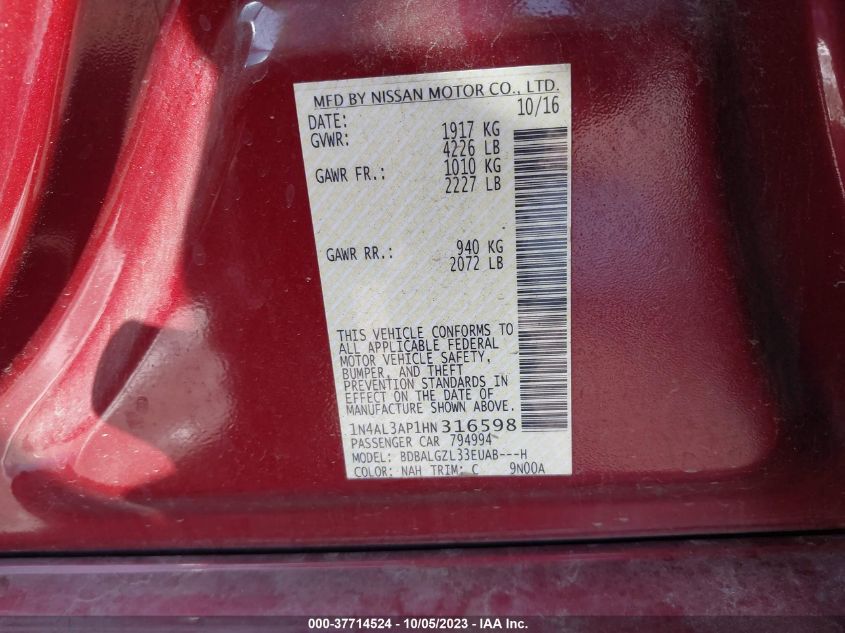 MFD BY NISSAN MOTOR CO., LTD.
DATE: 10/16
GVWR: 1917 KG
4226 LB
GAWR FR.: 1010 KG
2227 LB
GAWR RR.: 940 KG
2072 LB
THIS VEHICLE CONFORMS TO
ALL APPLICABLE FEDERAL
MOTOR VEHICLE SAFETY,
BUMPER, AND THEFT
PREVENTION STANDARDS IN
EFFECT ON THE DATE OF
MANUFACTURE SHOWN ABOVE.
1N4AL3AP1HN316598
PASSENGER CAR 794994
MODEL: BDBALGZL33EUAB---H
COLOR: NAH TRIM: C 9N00A
000-37714524 | 10/05/2023 - IAA Inc.